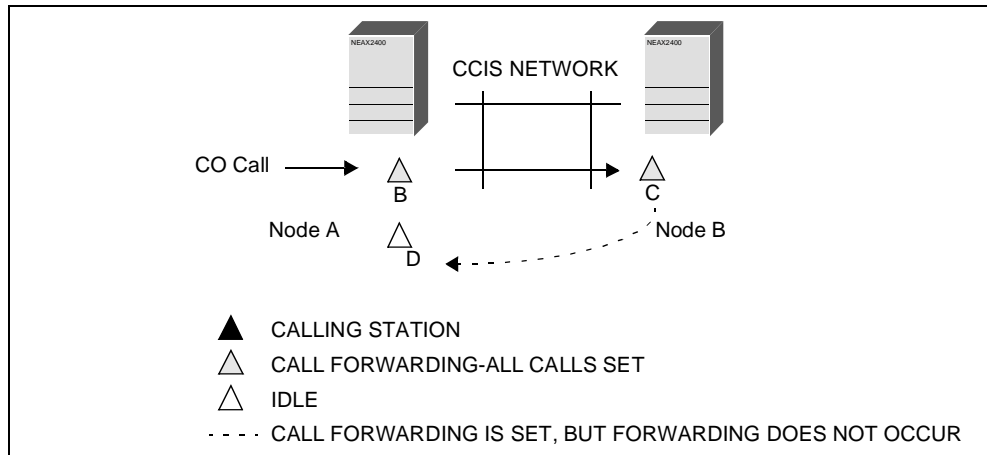 NEAX2400
NEAX2400
CCIS NETWORK
CO Call
B
C
Node A
Node B
D
CALLING STATION
CALL FORWARDING-ALL CALLS SET
IDLE
CALL FORWARDING IS SET, BUT FORWARDING DOES NOT OCCUR